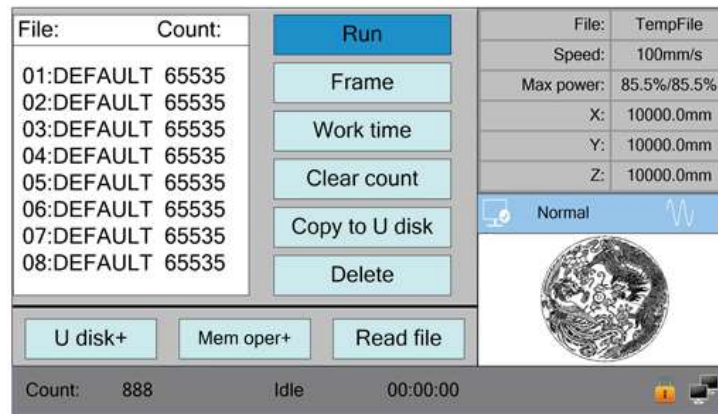 File: Count:
01:DEFAULT 65535
02:DEFAULT 65535
03:DEFAULT 65535
04:DEFAULT 65535
05:DEFAULT 65535
06:DEFAULT 65535
07:DEFAULT 65535
08:DEFAULT 65535
Run
Frame
Work time
Clear count
Copy to U disk
Delete
U disk+ Mem oper+ Read file
File: TempFile
Speed: 100mm/s
Max power: 85.5%/85.5%
X: 10000.0mm
Y: 10000.0mm
Z: 10000.0mm
Normal
Count: 888 Idle 00:00:00